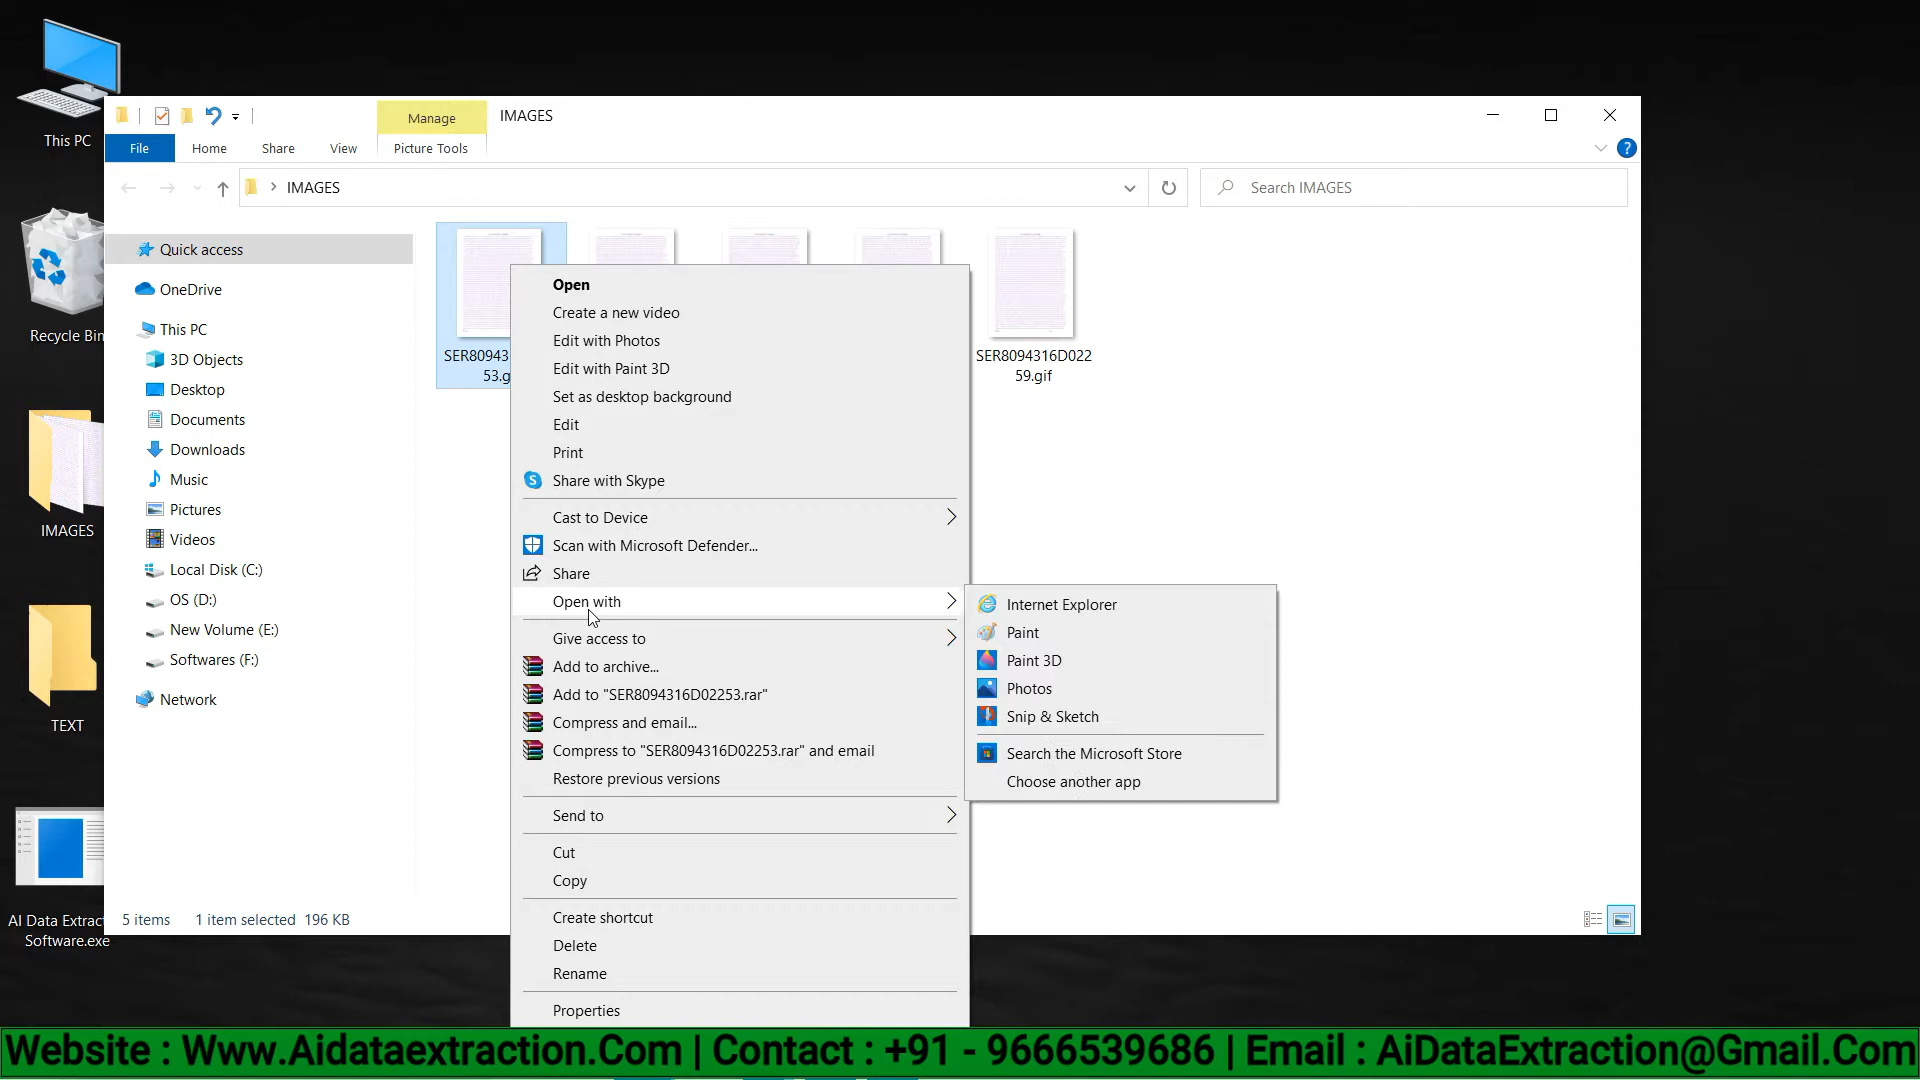 This PC
Recycle Bin
IMAGES
TEXT
AI Data Extrac
Software.exe
Manage
IMAGES
File
Home
Share
View
Picture Tools
IMAGES
Search IMAGES
Quick access
OneDrive
This PC
3D Objects
Desktop
Documents
Downloads
Music
Pictures
Videos
Local Disk (C:)
OS (D:)
New Volume (E:)
Softwares (F:)
Network
SER80943
53.g
SER8094316D022
59.gif
Open
Create a new video
Edit with Photos
Edit with Paint 3D
Set as desktop background
Edit
Print
Share with Skype
Cast to Device
Scan with Microsoft Defender...
Share
Open with
Give access to
Add to archive...
Add to "SER8094316D02253.rar"
Compress and email...
Compress to "SER8094316D02253.rar" and email
Restore previous versions
Send to
Cut
Copy
Create shortcut
Delete
Rename
Properties
Internet Explorer
Paint
Paint 3D
Photos
Snip & Sketch
Search the Microsoft Store
Choose another app
5 items 1 item selected 196 KB
Website : Www.Aidataextraction.Com | Contact : +91 - 9666539686 | Email : AiDataExtraction@Gmail.Com